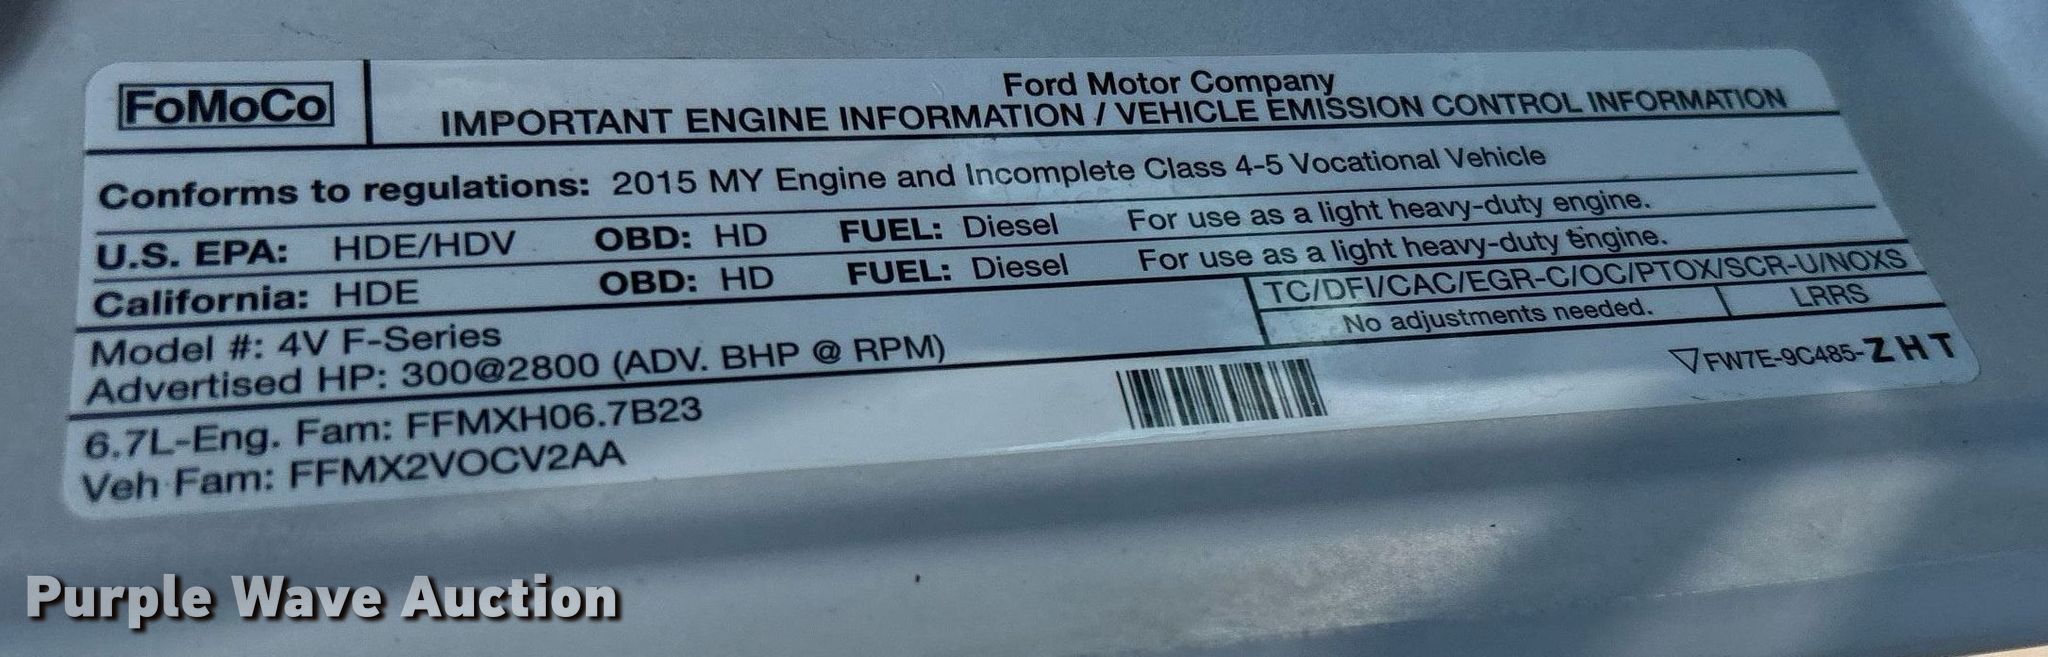 FoMoCo
Ford Motor Company
IMPORTANT ENGINE INFORMATION / VEHICLE EMISSION CONTROL INFORMATION
Conforms to regulations: 2015 MY Engine and Incomplete Class 4-5 Vocational Vehicle
U.S. EPA: HDE/HDV OBD: HD FUEL: Diesel For use as a light heavy-duty engine.
California: HDE OBD: HD FUEL: Diesel For use as a light heavy-duty engine.
Model #: 4V F-Series
Advertised HP: 300@2800 (ADV. BHP @ RPM)
TC/DFI/CAC/EGR-C/OC/PTOX/SCR-U/NOXS
No adjustments needed. LRRS
6.7L-Eng. Fam: FFMXH06.7B23
Veh Fam: FFMX2VOCV2AA
▽FW7E-9C485-ZHT
Purple Wave Auction